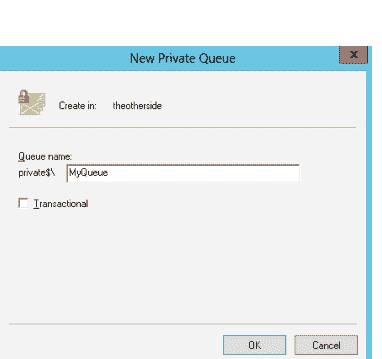 New Private Queue
x
Create in: theotherside
Queue name:
private$\ MyQueue
Transactional
OK Cancel